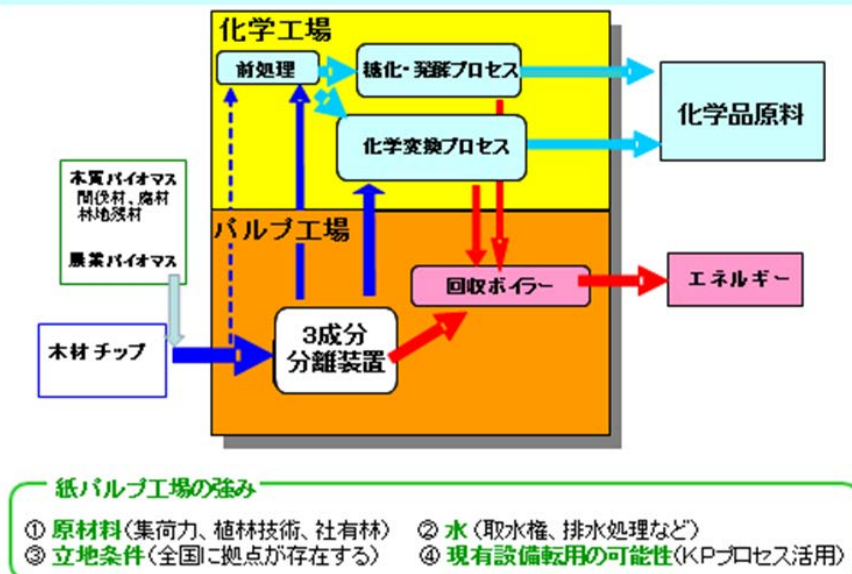 化学工場
前処理
糖化・発酵プロセス
化学変換プロセス
化学品原料
木質バイオマス
間伐材、廃材
林地残材
農業バイオマス
パルプ工場
回収ボイラー
エネルギー
木材チップ
3成分
分離装置
紙パルプ工場の強み
① 原材料(集荷力、植林技術、社有林)
② 水(取水権、排水処理など)
③ 立地条件(全国に拠点が存在する)
④ 現有設備転用の可能性(KPプロセス活用)